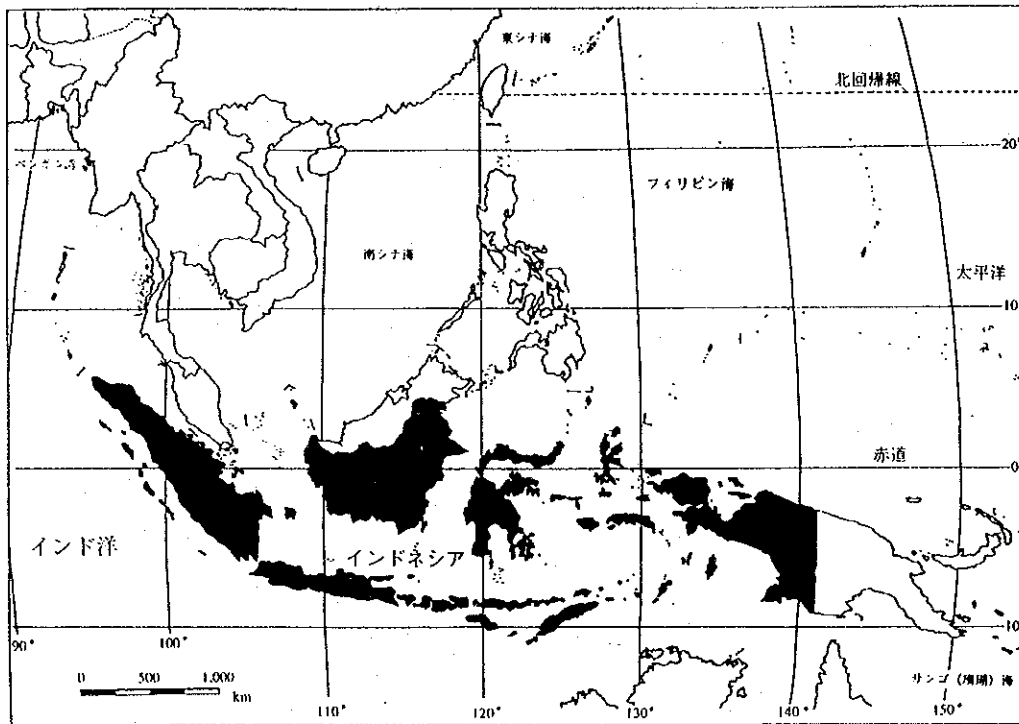 東シナ海
北回帰線
20°
ベンガル湾
フィリピン海
南シナ海
太平洋
10
赤道
0
インド洋
インドネシア
10
90°
100°
0 500 1,000
km
110°
120°
130°
140°
150°
サンゴ (珊瑚) 海